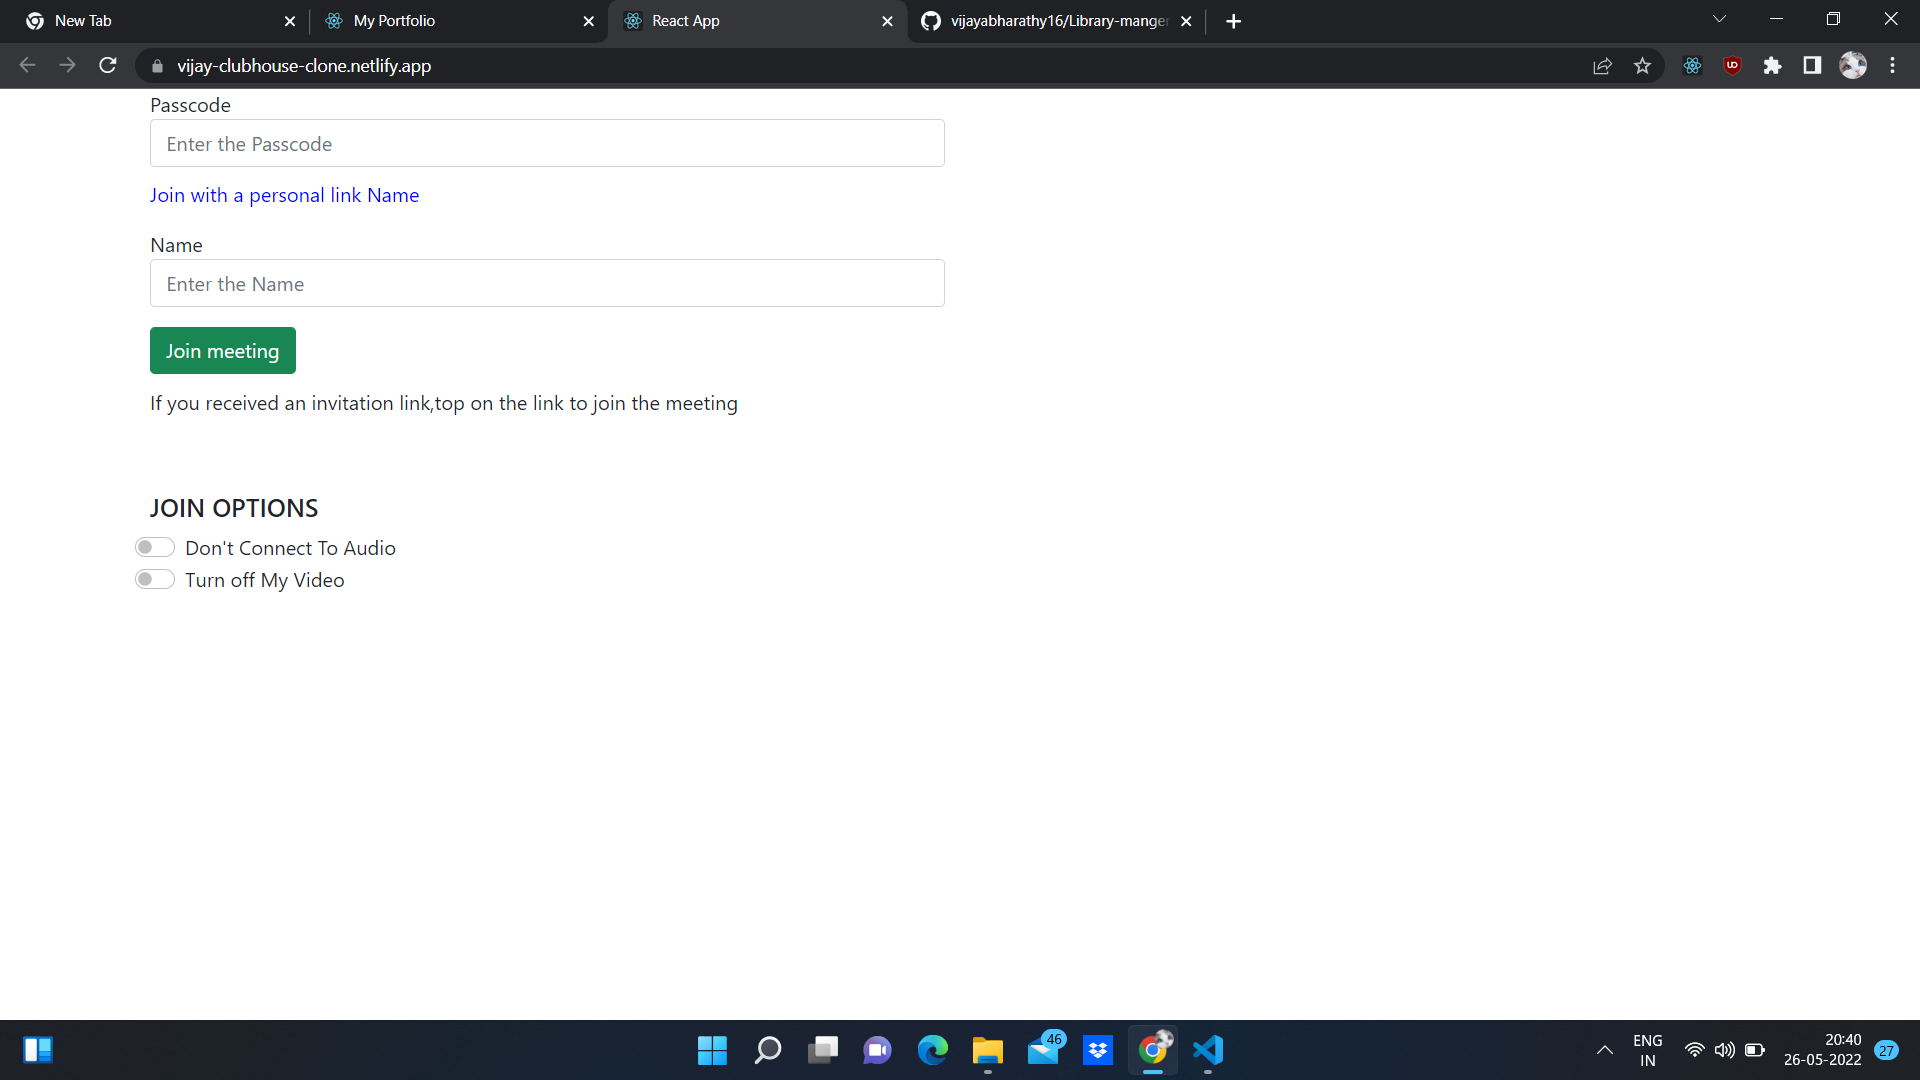 New Tab
My Portfolio
React App
vijayabharathy16/Library-manger
vijay-clubhouse-clone.netlify.app
Passcode
Enter the Passcode
Join with a personal link Name
Name
Enter the Name
Join meeting
If you received an invitation link,top on the link to join the meeting
JOIN OPTIONS
Don't Connect To Audio
Turn off My Video
46
ENG
IN
20:40
26-05-2022
27